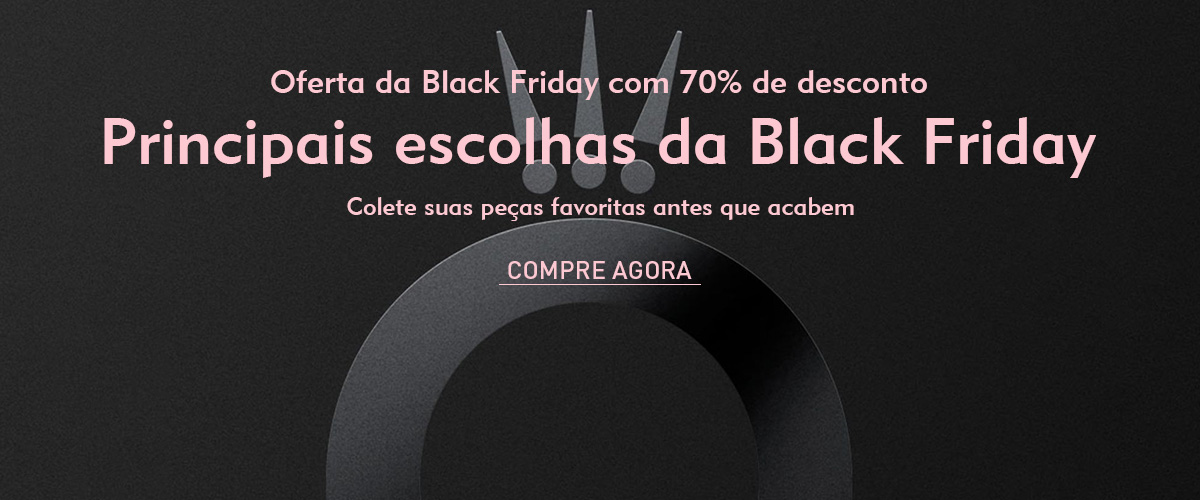 Oferta da Black Friday com 70% de desconto
Principais escolhas da Black Friday
Colete suas peças favoritas antes que acabem
COMPRE AGORA